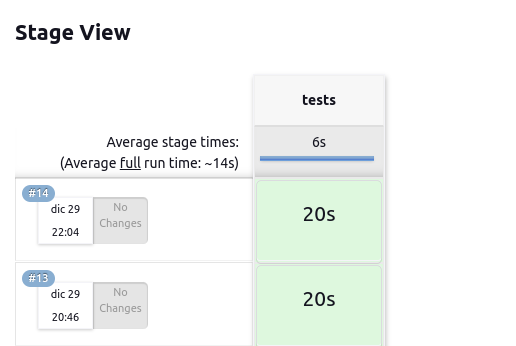 Stage View
tests
Average stage times:
6s
(Average full run time: ~14s)
#14
dic 29
22:04
No
Changes
20s
#13
dic 29
20:46
No
Changes
20s